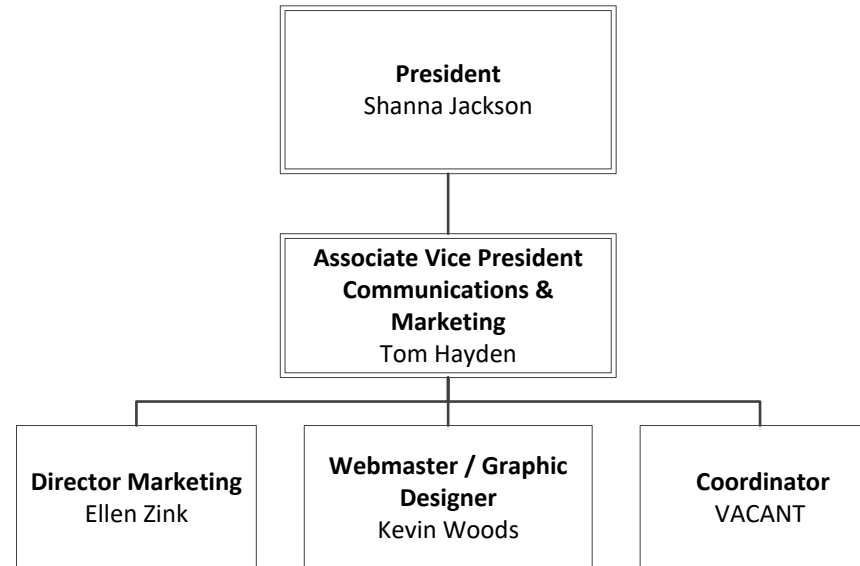 President
Shanna Jackson
Associate Vice President
Communications &
Marketing
Tom Hayden
Director Marketing
Ellen Zink
Webmaster / Graphic
Designer
Kevin Woods
Coordinator
VACANT